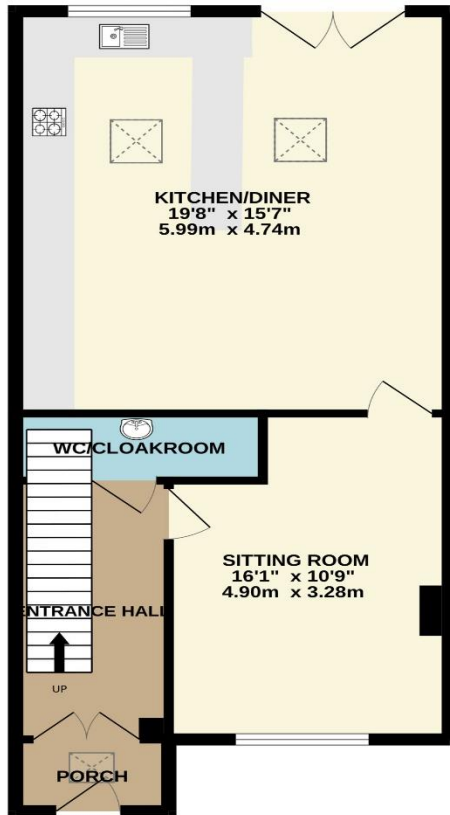 KITCHEN/DINER
19'8" x 15'7"
5.99m x 4.74m
WC/CLOAKROOM
SITTING ROOM
16'1" x 10'9"
4.90m x 3.28m
ENTRANCE HALL
UP
PORCH